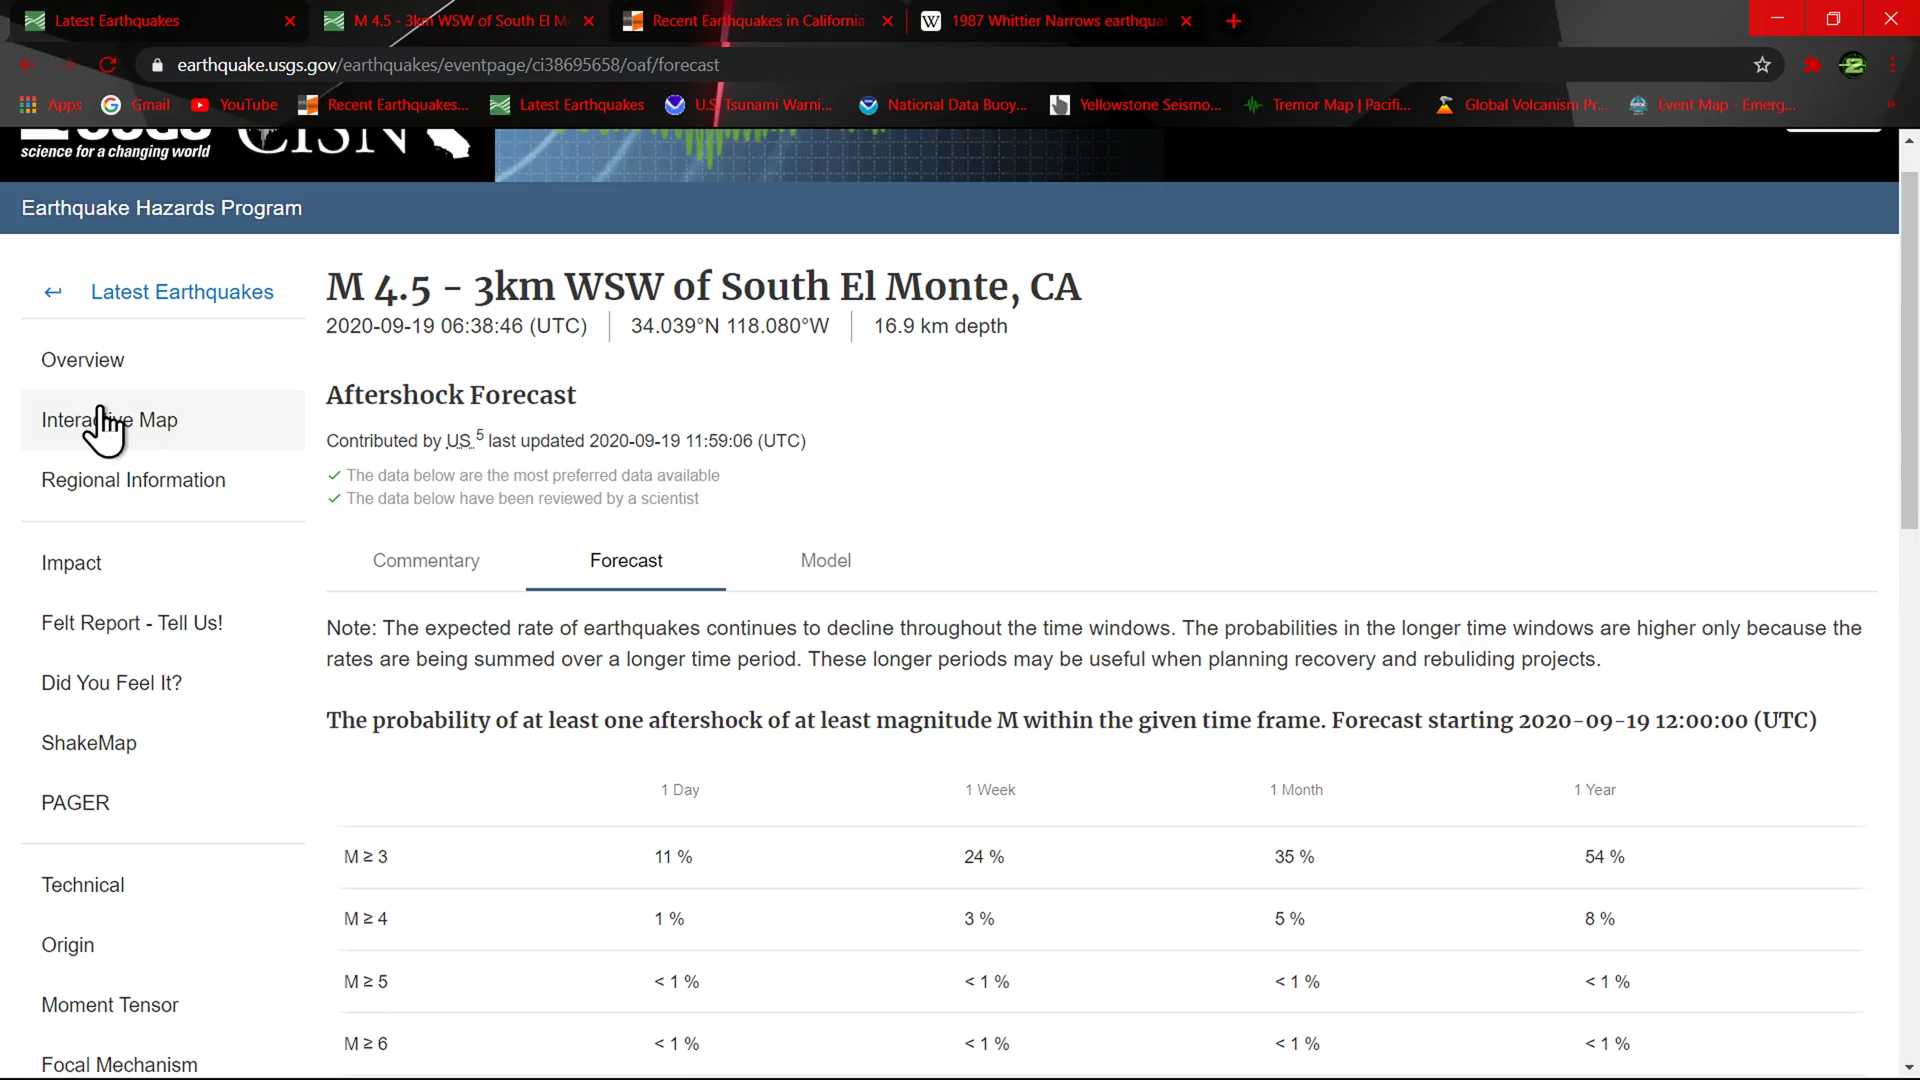 Latest Earthquakes
M 4.5 - 3km WSW of South El M
Recent Earthquakes in California
1987 Whittier Narrows earthqua
earthquake.usgs.gov/earthquakes/eventpage/ci38695658/oaf/forecast
Apps Gmail YouTube Recent Earthquakes... Latest Earthquakes U.S. Tsunami Warni... National Data Buoy... Yellowstone Seismo... Tremor Map | Pacifi... Global Volcanism Pr... Event Map - Emerg...
science for a changing world
CISN
Earthquake Hazards Program
Latest Earthquakes
Overview
Interactive Map
Regional Information
Impact
Felt Report - Tell Us!
Did You Feel It?
ShakeMap
PAGER
Technical
Origin
Moment Tensor
Focal Mechanism
M 4.5 - 3km WSW of South El Monte, CA
2020-09-19 06:38:46 (UTC) 34.039°N 118.080°W 16.9 km depth
Aftershock Forecast
Contributed by US 5 last updated 2020-09-19 11:59:06 (UTC)
✓ The data below are the most preferred data available
✓ The data below have been reviewed by a scientist
Commentary Forecast Model
Note: The expected rate of earthquakes continues to decline throughout the time windows. The probabilities in the longer time windows are higher only because the
rates are being summed over a longer time period. These longer periods may be useful when planning recovery and rebuliding projects.
The probability of at least one aftershock of at least magnitude M within the given time frame. Forecast starting 2020-09-19 12:00:00 (UTC)
1 Day 1 Week 1 Month 1 Year
M ≥ 3 11 % 24 % 35 % 54 %
M ≥ 4 1 % 3 % 5 % 8 %
M ≥ 5 < 1 % < 1 % < 1 % < 1 %
M ≥ 6 < 1 % < 1 % < 1 % < 1 %